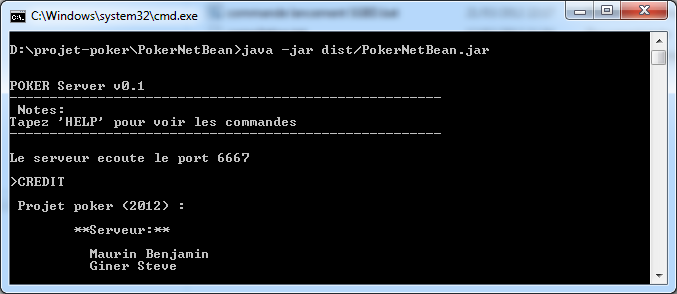 C:\Windows\system32\cmd.exe
D:\projet-poker\PokerNetBean>java -jar dist/PokerNetBean.jar
POKER Server v0.1
------------------------------------------------------
Notes:
Tapez 'HELP' pour voir les commandes
------------------------------------------------------
Le serveur ecoute le port 6667
>CREDIT
Projet poker (2012) :
**Serveur:**
Maurin Benjamin
Giner Steve